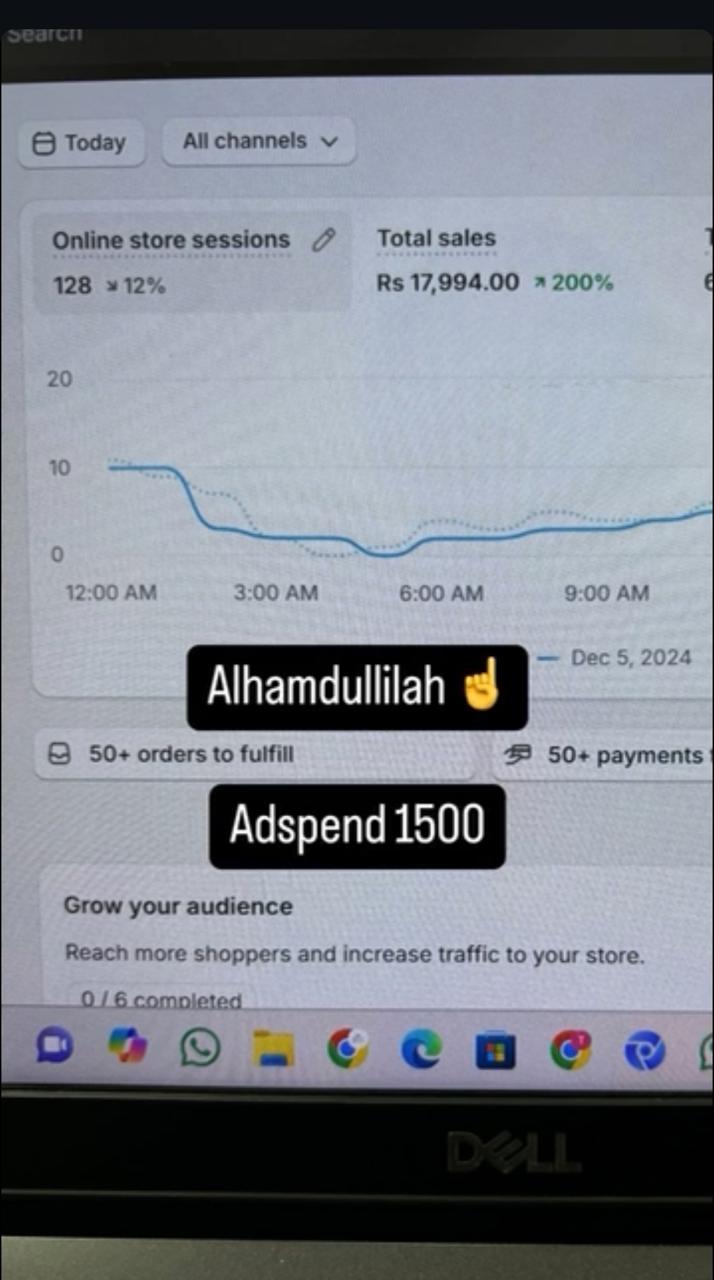 Search
Today
All channels
Online store sessions
Total sales
128 12%
Rs 17,994.00 200%
20
10
0
12:00 AM 3:00 AM 6:00 AM 9:00 AM
Dec 5, 2024
Alhamdullilah ☝️
50+ orders to fulfill
50+ payments
Adspend 1500
Grow your audience
Reach more shoppers and increase traffic to your store.
0 / 6 completed
DELL